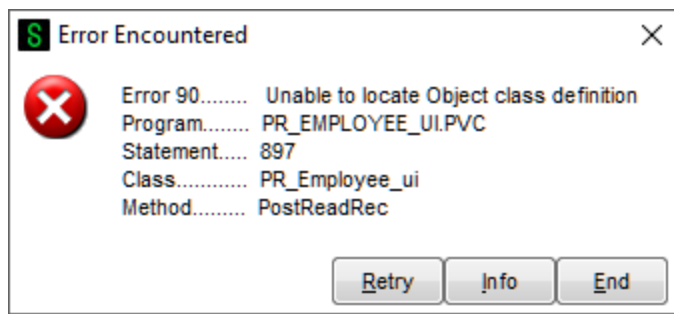 S Error Encountered
Error 90........ Unable to locate Object class definition
Program........ PR_EMPLOYEE_UI.PVC
Statement..... 897
Class............ PR_Employee_ui
Method......... PostReadRec
Retry Info End